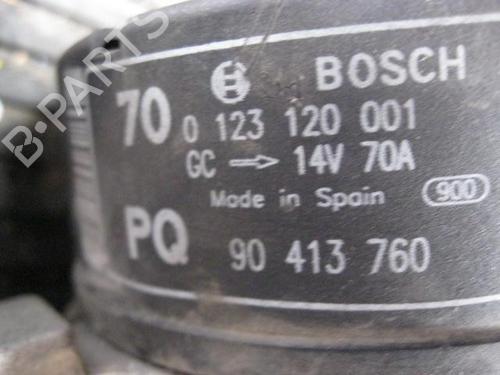 B-PARTS
BOSCH
70 0 123 120 001
GC → 14V 70A
Made in Spain 900
PQ 90 413 760